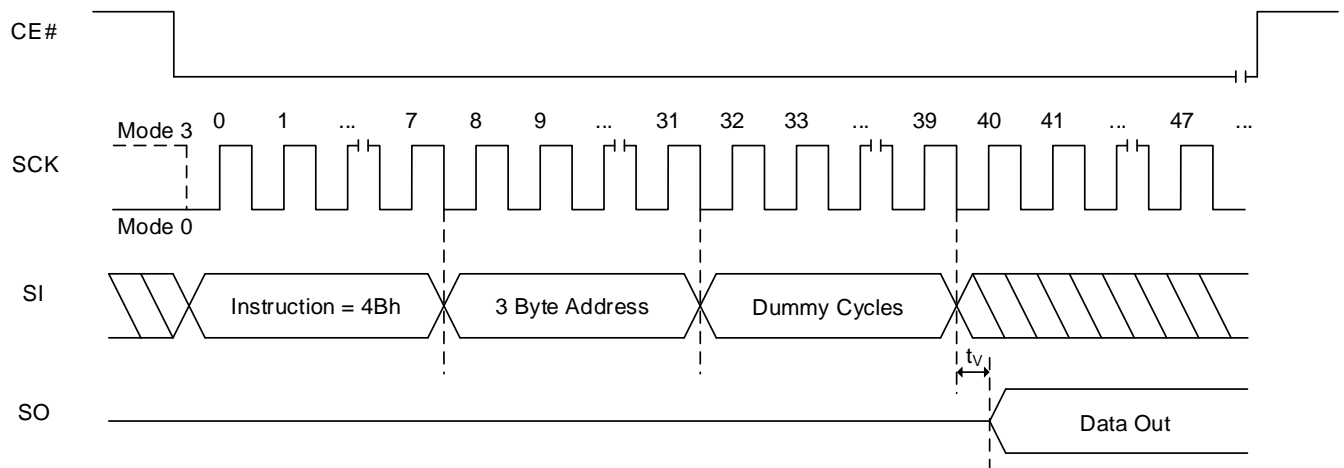 CE#
0 1 ... 7 8 9 ... 31 32 33 ... 39 40 41 ... 47 ...
Mode 3
SCK
Mode 0
SI
Instruction = 4Bh
3 Byte Address
Dummy Cycles
tV
SO
Data Out